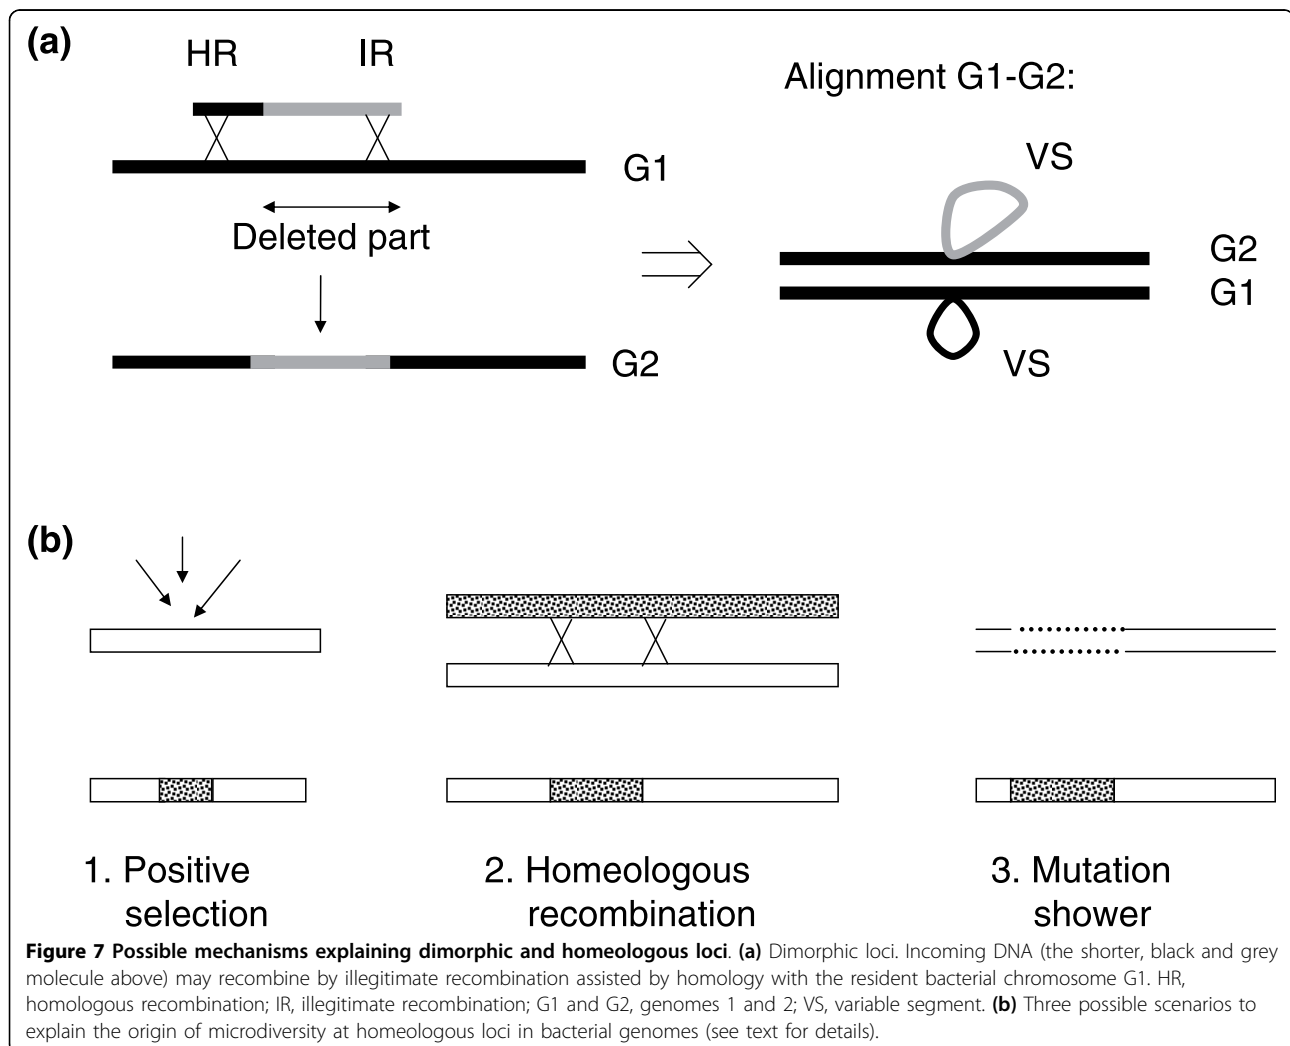 (a)
HR
IR
G1
Deleted part
G2
Alignment G1-G2:
VS
G2
G1
VS
(b)
1. Positive
selection
2. Homeologous
recombination
3. Mutation
shower
Figure 7 Possible mechanisms explaining dimorphic and homeologous loci. (a) Dimorphic loci. Incoming DNA (the shorter, black and grey
molecule above) may recombine by illegitimate recombination assisted by homology with the resident bacterial chromosome G1. HR,
homologous recombination; IR, illegitimate recombination; G1 and G2, genomes 1 and 2; VS, variable segment. (b) Three possible scenarios to
explain the origin of microdiversity at homeologous loci in bacterial genomes (see text for details).